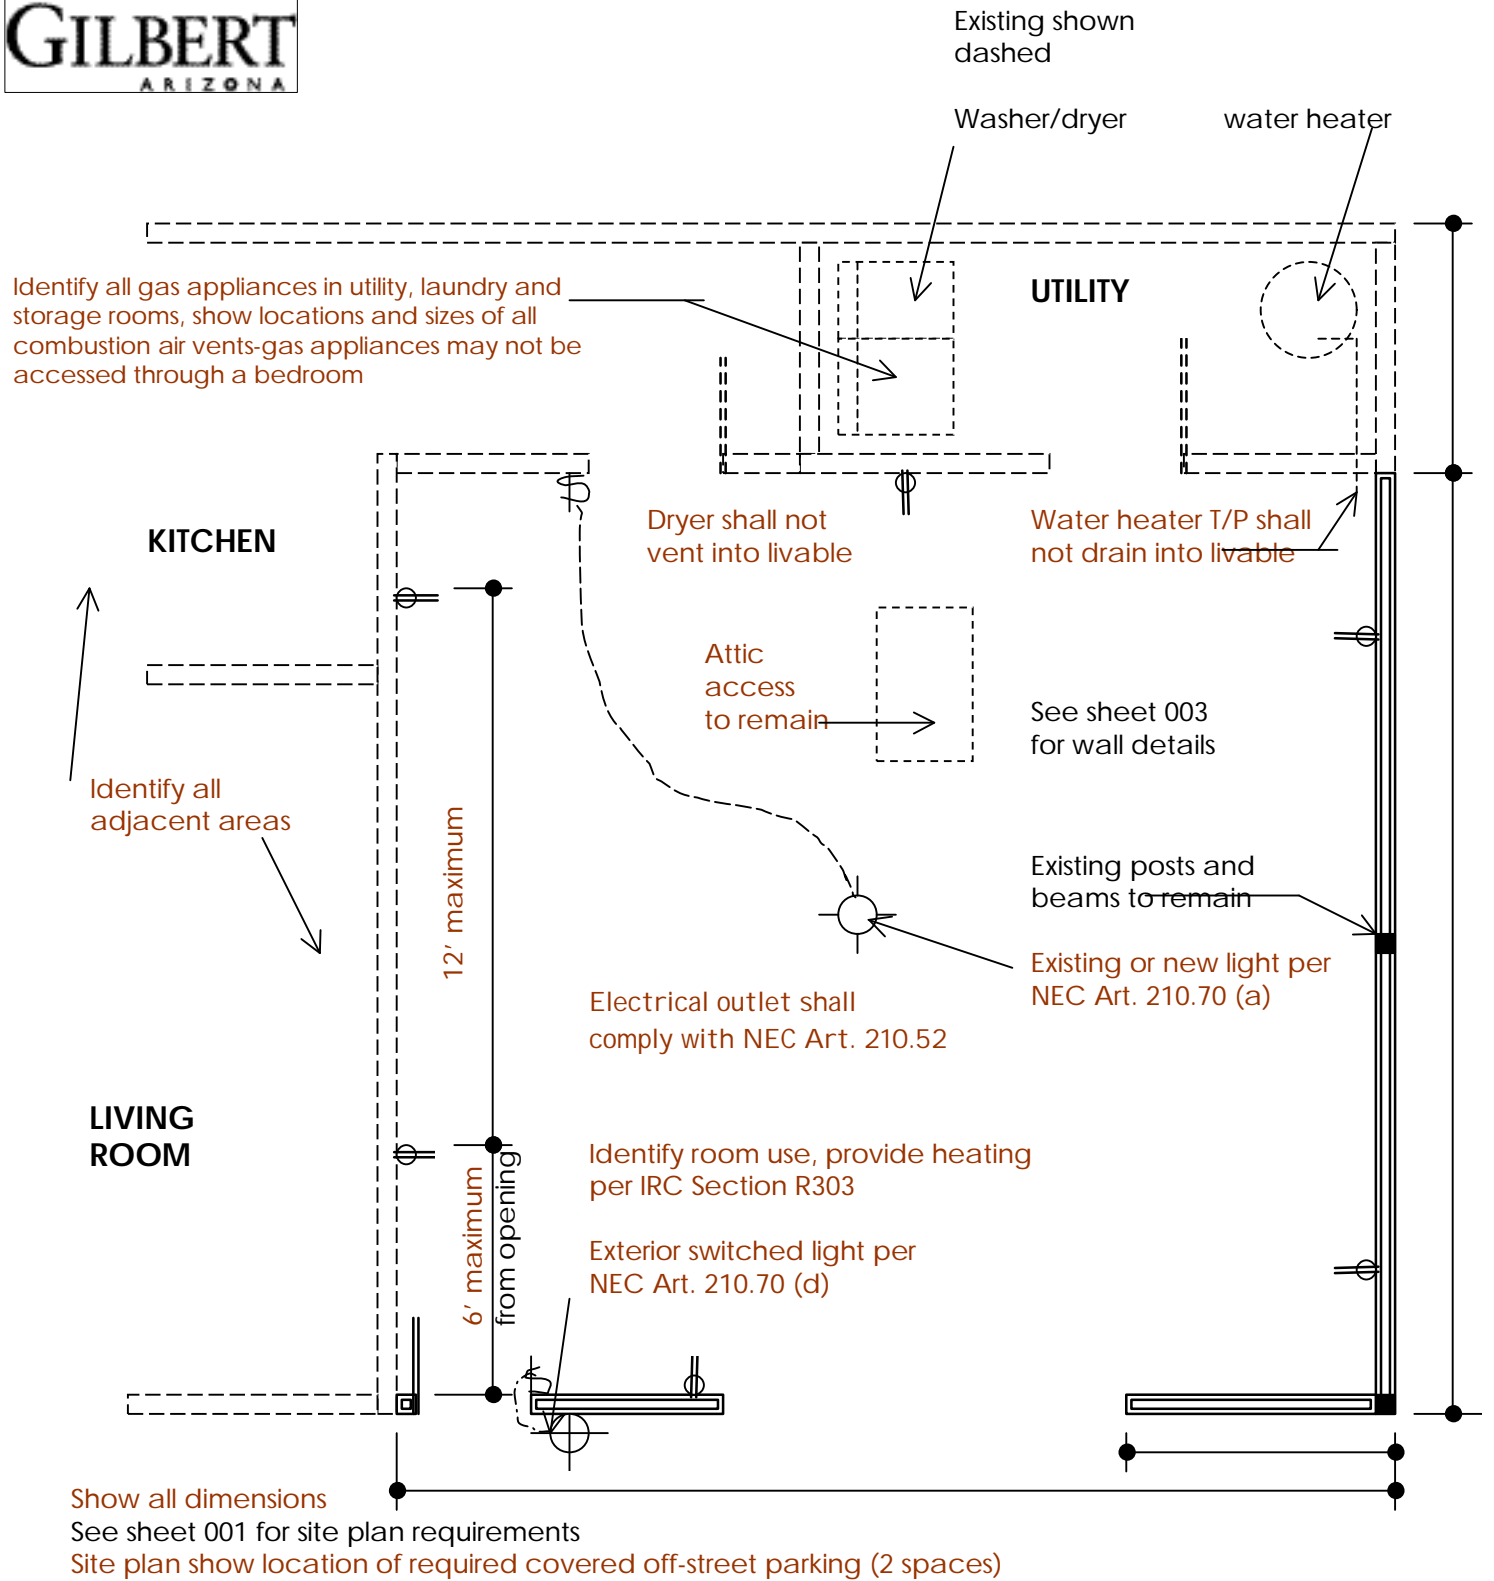 GILBERT
ARIZONA
Existing shown
dashed
Washer/dryer
water heater
Identify all gas appliances in utility, laundry and
storage rooms, show locations and sizes of all
combustion air vents-gas appliances may not be
accessed through a bedroom
UTILITY
KITCHEN
Dryer shall not
vent into livable
Water heater T/P shall
not drain into livable
Attic
access
to remain
See sheet 003
for wall details
Identify all
adjacent areas
12' maximum
Existing posts and
beams to remain
Existing or new light per
NEC Art. 210.70 (a)
Electrical outlet shall
comply with NEC Art. 210.52
LIVING
ROOM
Identify room use, provide heating
per IRC Section R303
6' maximum
from opening
Exterior switched light per
NEC Art. 210.70 (d)
Show all dimensions
See sheet 001 for site plan requirements
Site plan show location of required covered off-street parking (2 spaces)